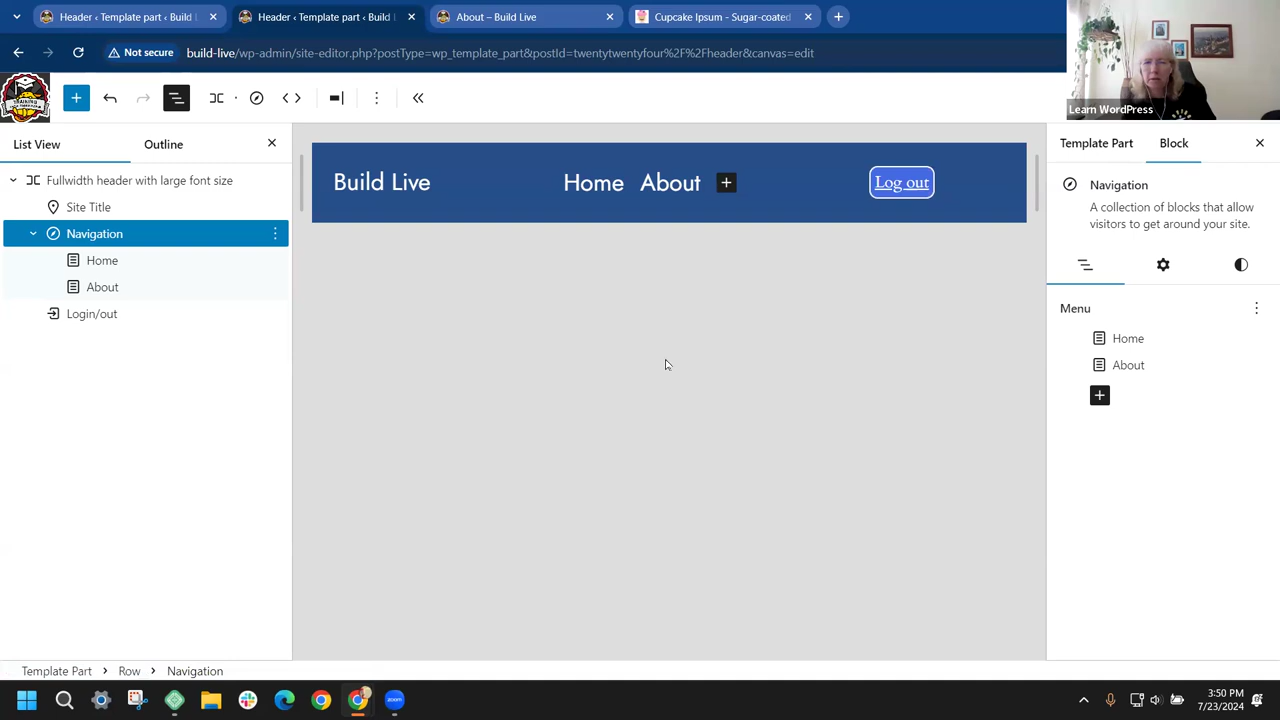 Header ‹ Template part ‹ Build L
Header ‹ Template part ‹ Build L
About – Build Live
Cupcake Ipsum - Sugar-coated
Not secure
build-live/wp-admin/site-editor.php?postType=wp_template_part&postId=twentytwentyfour%2F%2Fheader&canvas=edit
Learn WordPress
List View
Outline
Template Part
Block
Fullwidth header with large font size
Site Title
Navigation
Home
About
Login/out
Build Live
Home
About
Log out
Navigation
A collection of blocks that allow
visitors to get around your site.
Menu
Home
About
Template Part
Row
Navigation
zoom
3:50 PM
7/23/2024